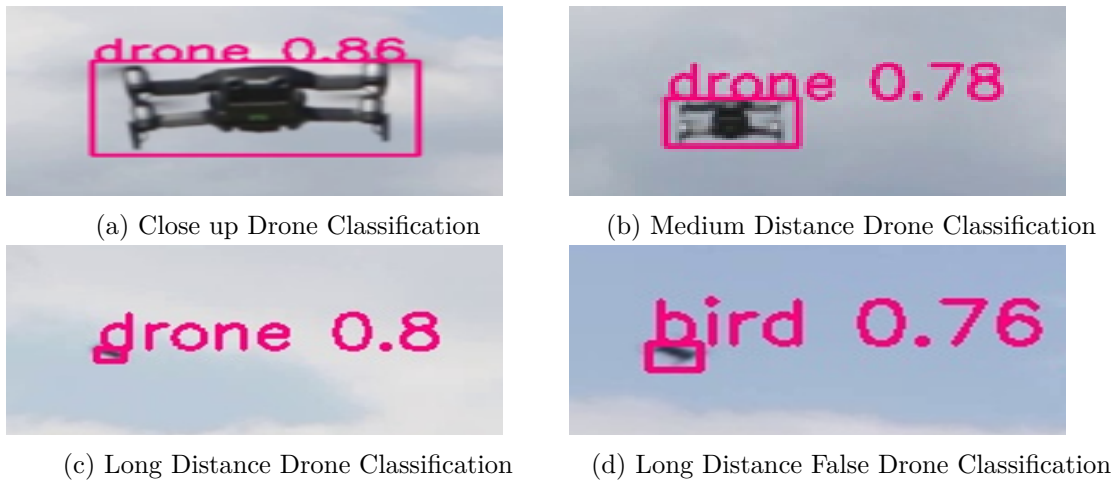 drone 0.86
drone 0.78
(a) Close up Drone Classification
(b) Medium Distance Drone Classification
drone 0.8
bird 0.76
(c) Long Distance Drone Classification
(d) Long Distance False Drone Classification